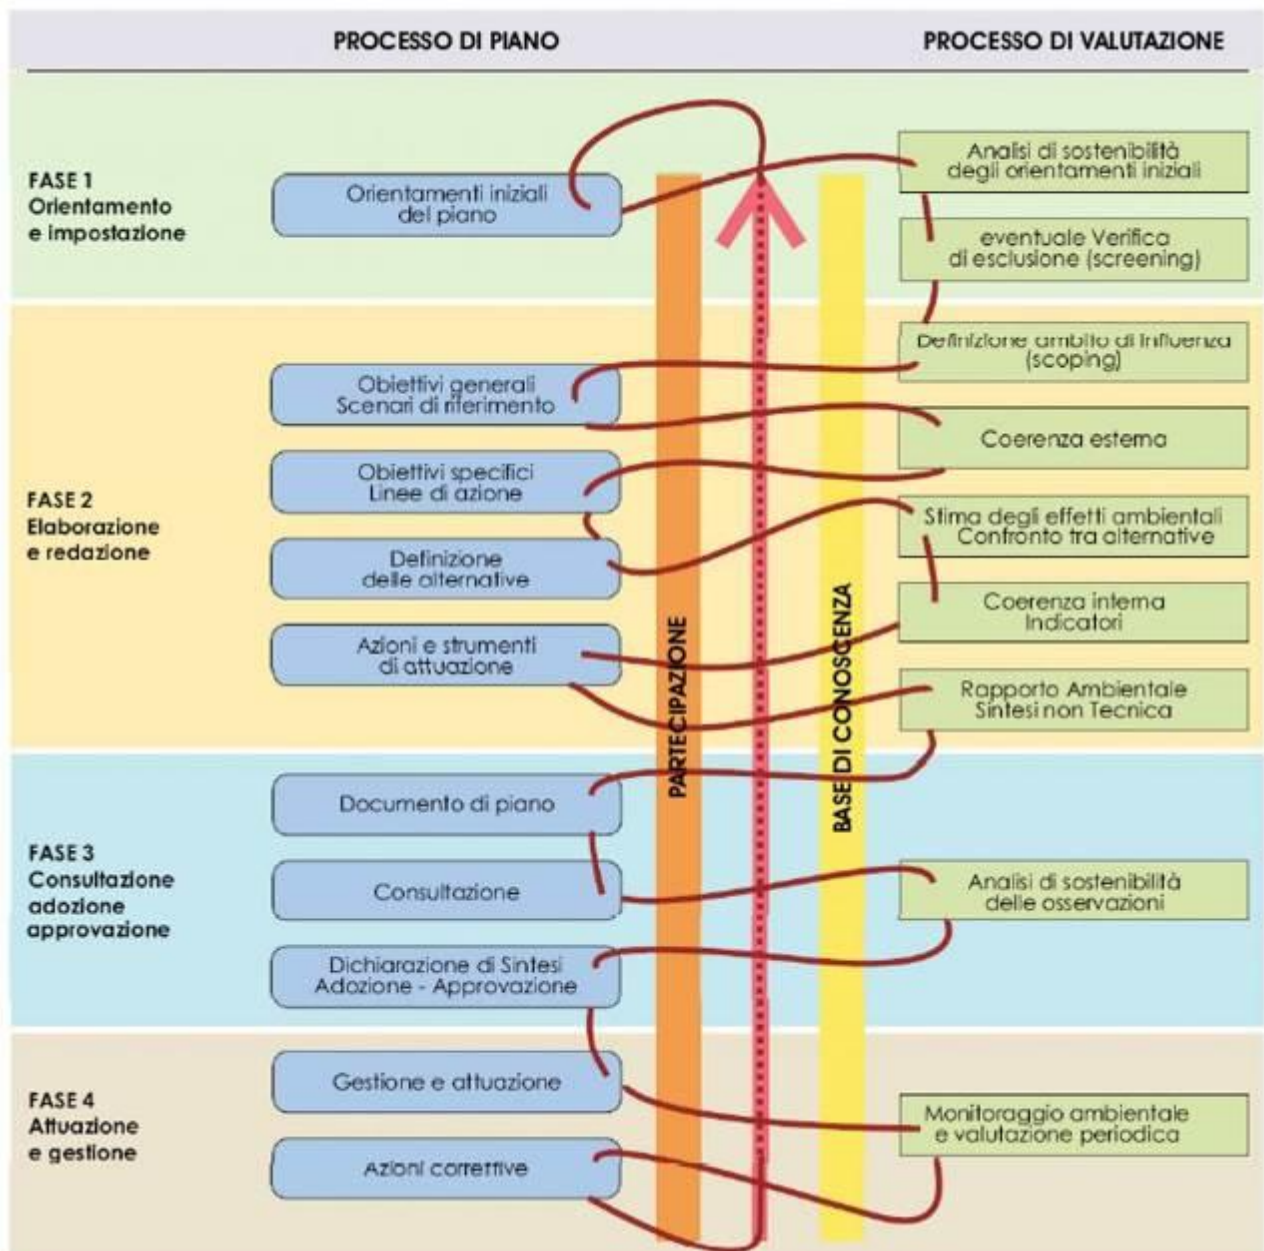 PROCESSO DI PIANO
PROCESSO DI VALUTAZIONE
FASE 1
Orientamento
e impostazione
Orientamenti iniziali
del piano
Analisi di sostenibilità
degli orientamenti iniziali
eventuale Verifica
di esclusione (screening)
FASE 2
Elaborazione
e redazione
Obiettivi generali
Scenari di riferimento
Obiettivi specifici
Linee di azione
Definizione
delle alternative
Azioni e strumenti
di attuazione
Definizione ambito di influenza
(scoping)
Coerenza esterna
Stima degli effetti ambientali
Confronto tra alternative
Coerenza interna
Indicatori
Rapporto Ambientale
Sintesi non Tecnica
PARTECIPAZIONE
BASE DI CONOSCENZA
FASE 3
Consultazione
adozione
approvazione
Documento di piano
Consultazione
Dichiarazione di Sintesi
Adozione - Approvazione
Analisi di sostenibilità
delle osservazioni
FASE 4
Attuazione
e gestione
Gestione e attuazione
Azioni correttive
Monitoraggio ambientale
e valutazione periodica